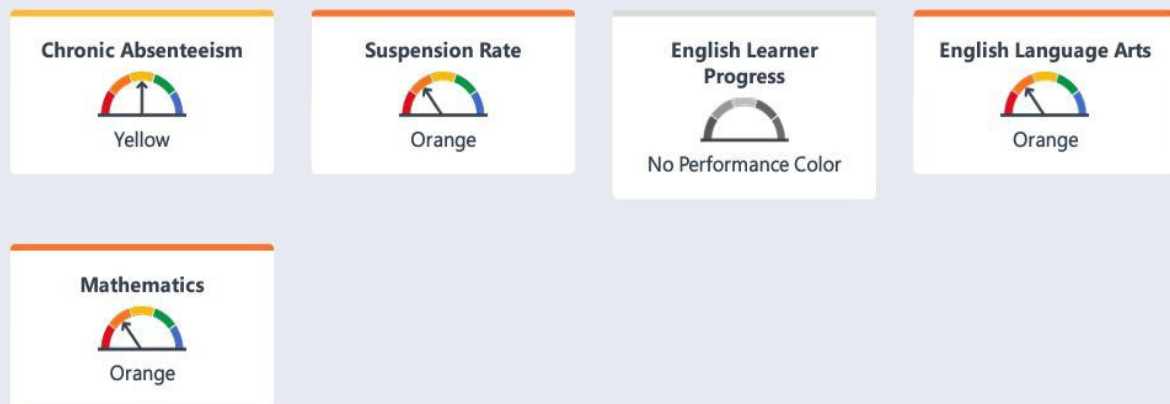 Chronic Absenteeism
Yellow
Suspension Rate
Orange
English Learner
Progress
No Performance Color
English Language Arts
Orange
Mathematics
Orange